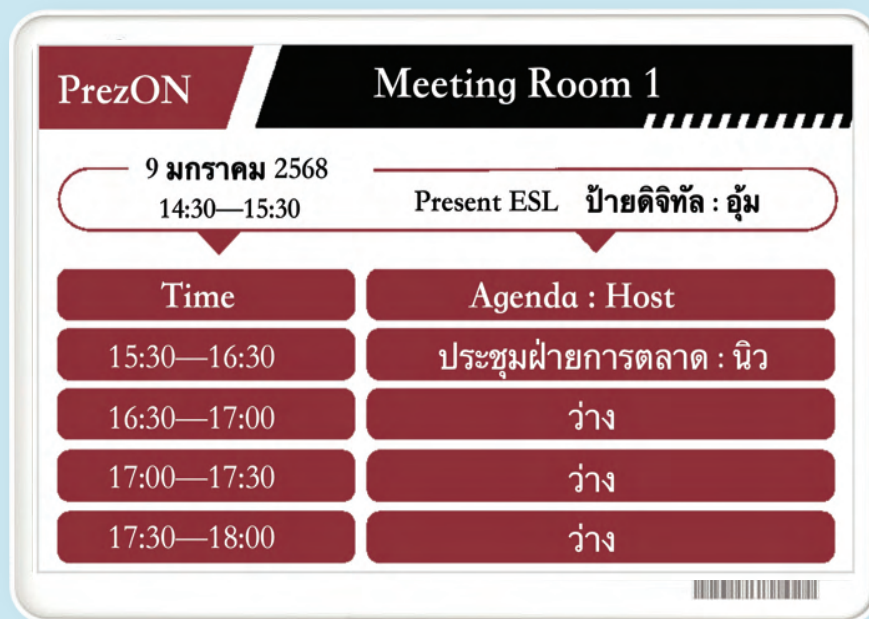 PrezON
Meeting Room 1
9 มกราคม 2568
14:30—15:30
Present ESL ป้ายดิจิทัล : อุ้ม
Time
Agenda : Host
15:30—16:30
ประชุมฝ่ายการตลาด : นิว
16:30—17:00
ว่าง
17:00—17:30
ว่าง
17:30—18:00
ว่าง